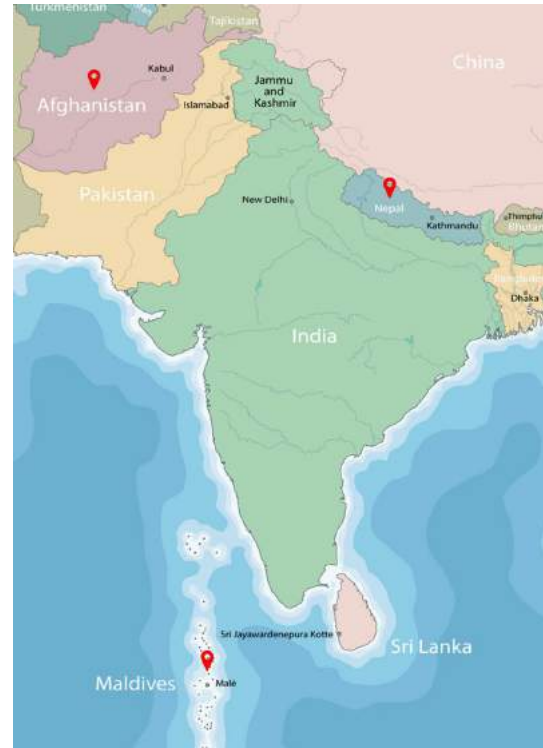 Turkmenistan
Tajikistan
China
Kabul
Afghanistan
Jammu
and
Kashmir
Islamabad
Pakistan
New Delhi
Nepal
Kathmandu
Thimphu
Bhutan
Dhaka
India
Sri Jayawardenepura Kotte
Sri Lanka
Maldives
Malé